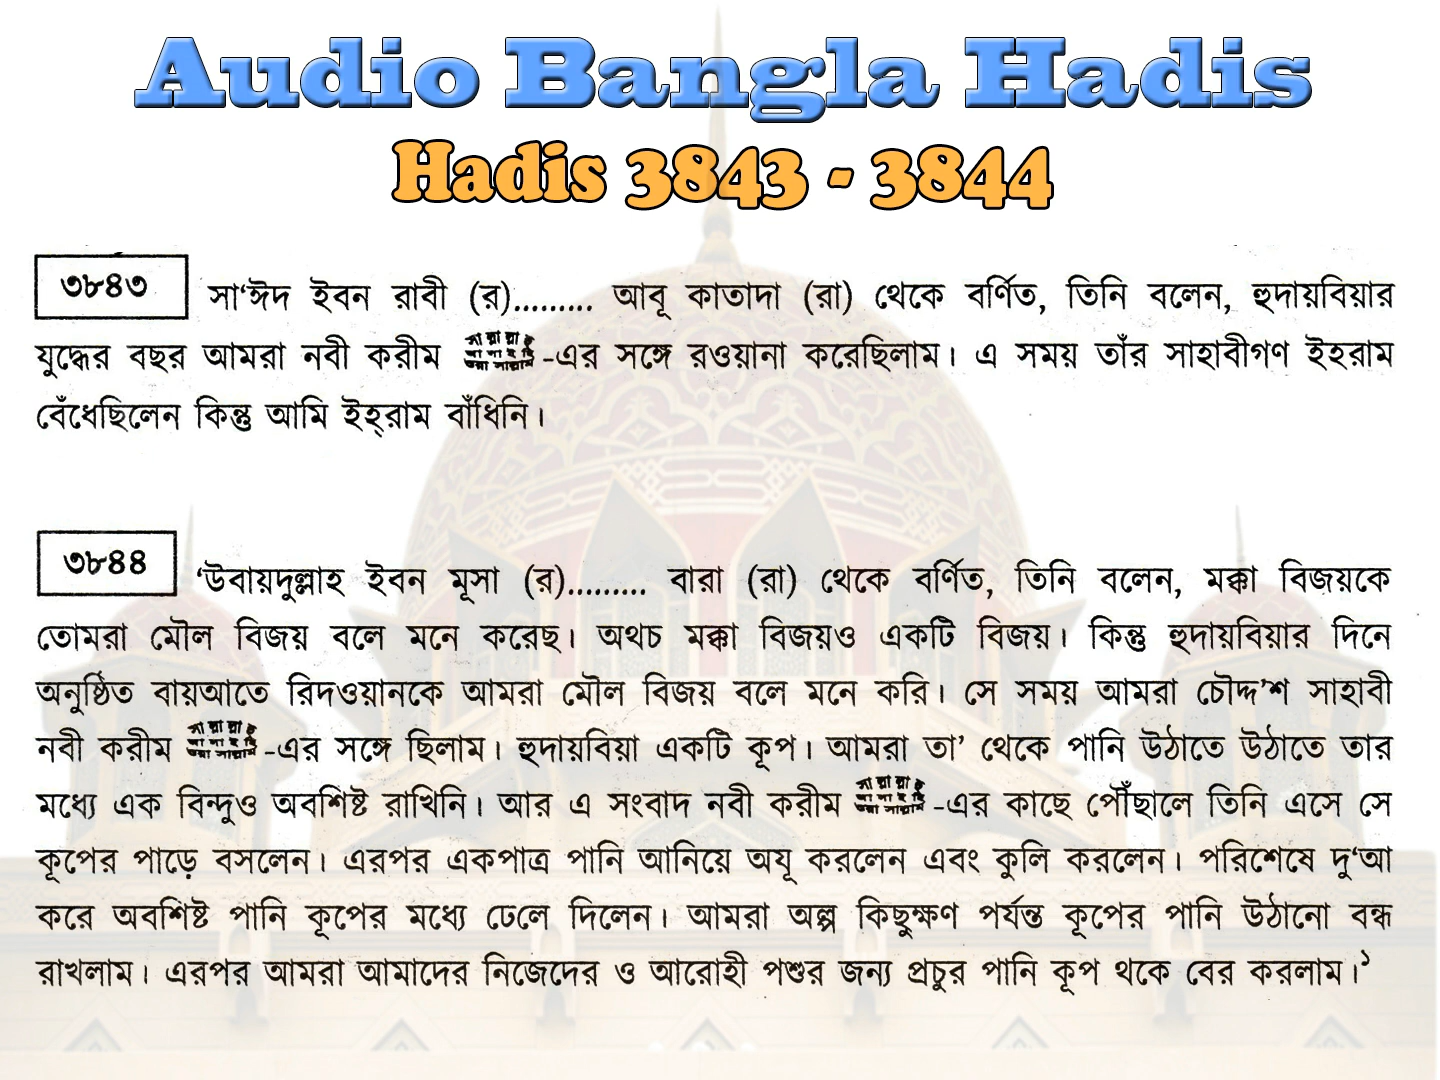 Audio Bangla Hadis
Hadis 3843 - 3844
৩৮৪৩ সা‘ঈদ ইবন রাবী (র)......... আবূ কাতাদা (রা) থেকে বর্ণিত, তিনি বলেন, হুদায়বিয়ার
যুদ্ধের বছর আমরা নবী করীম -এর সঙ্গে রওয়ানা করেছিলাম। এ সময় তাঁর সাহাবীগণ ইহরাম
বেঁধেছিলেন কিন্তু আমি ইহ্‌রাম বাঁধিনি।
৩৮৪৪ ‘উবায়দুল্লাহ ইবন মূসা (র)......... বারা (রা) থেকে বর্ণিত, তিনি বলেন, মক্কা বিজয়কে
তোমরা মৌল বিজয় বলে মনে করেছ। অথচ মক্কা বিজয়ও একটি বিজয়। কিন্তু হুদায়বিয়ার দিনে
অনুষ্ঠিত বায়আতে রিদওয়ানকে আমরা মৌল বিজয় বলে মনে করি। সে সময় আমরা চৌদ্দ’শ সাহাবী
নবী করীম -এর সঙ্গে ছিলাম। হুদায়বিয়া একটি কূপ। আমরা তা’ থেকে পানি উঠাতে উঠাতে তার
মধ্যে এক বিন্দুও অবশিষ্ট রাখিনি। আর এ সংবাদ নবী করীম -এর কাছে পৌঁছালে তিনি এসে সে
কূপের পাড়ে বসলেন। এরপর একপাত্র পানি আনিয়ে অযূ করলেন এবং কুলি করলেন। পরিশেষে দু‘আ
করে অবশিষ্ট পানি কূপের মধ্যে ঢেলে দিলেন। আমরা অল্প কিছুক্ষণ পর্যন্ত কূপের পানি উঠানো বন্ধ
রাখলাম। এরপর আমরা আমাদের নিজেদের ও আরোহী পশুর জন্য প্রচুর পানি কূপ থকে বের করলাম।১